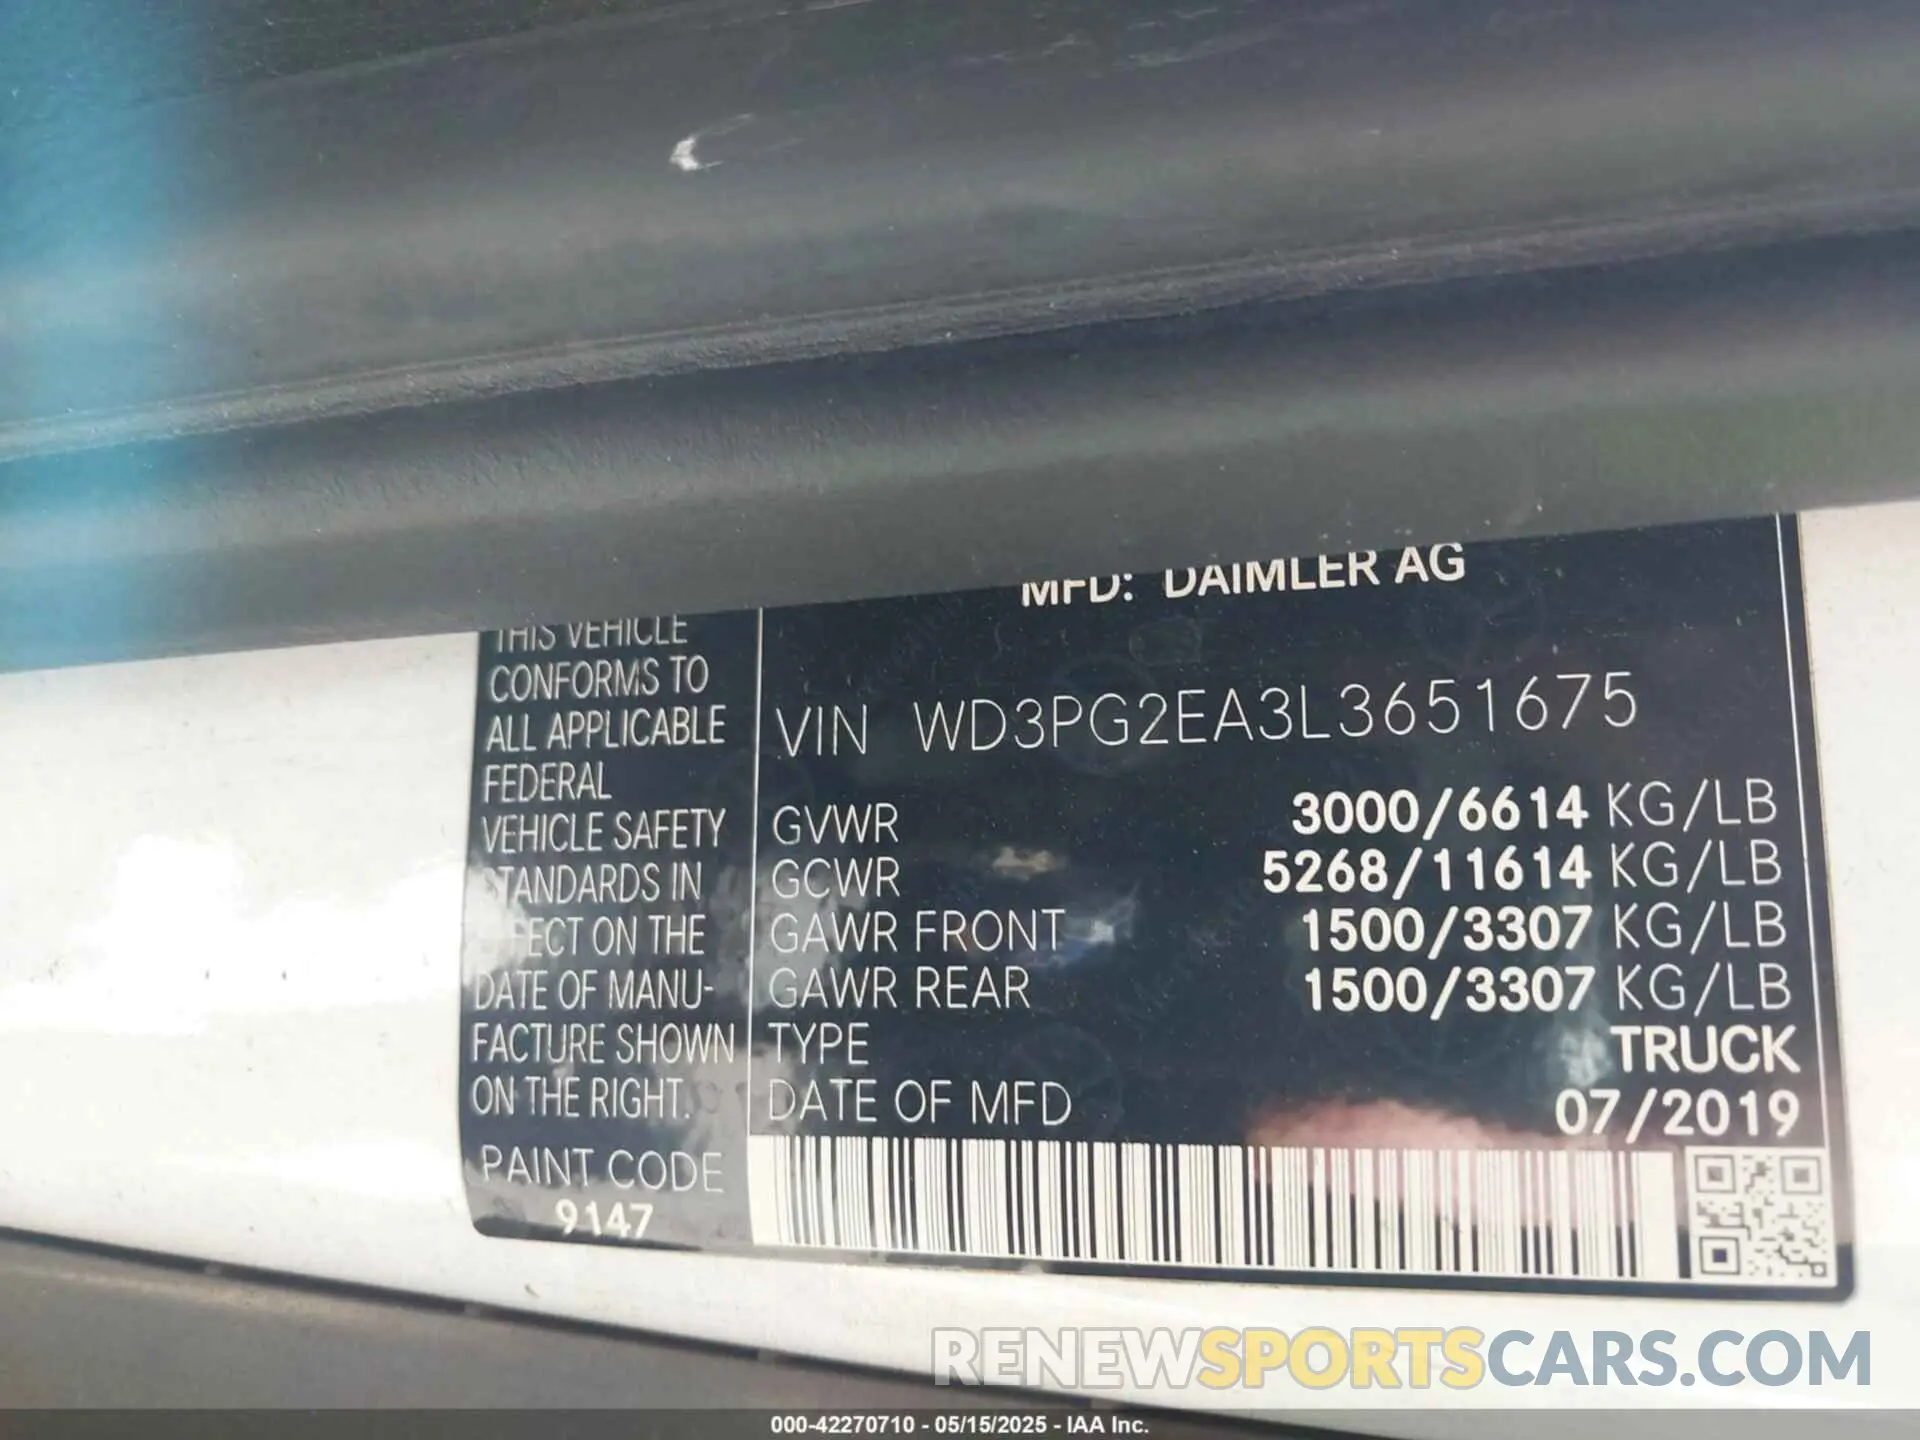 MFD: DAIMLER AG
THIS VEHICLE
CONFORMS TO
ALL APPLICABLE
FEDERAL
VEHICLE SAFETY
STANDARDS IN
EFFECT ON THE
DATE OF MANU-
FACTURE SHOWN
ON THE RIGHT.
PAINT CODE
9147
VIN WD3PG2EA3L3651675
GVWR 3000/6614 KG/LB
GCWR 5268/11614 KG/LB
GAWR FRONT 1500/3307 KG/LB
GAWR REAR 1500/3307 KG/LB
TYPE TRUCK
DATE OF MFD 07/2019
RENEWSPORTSCARS.COM
000-42270710 - 05/15/2025 - IAA Inc.